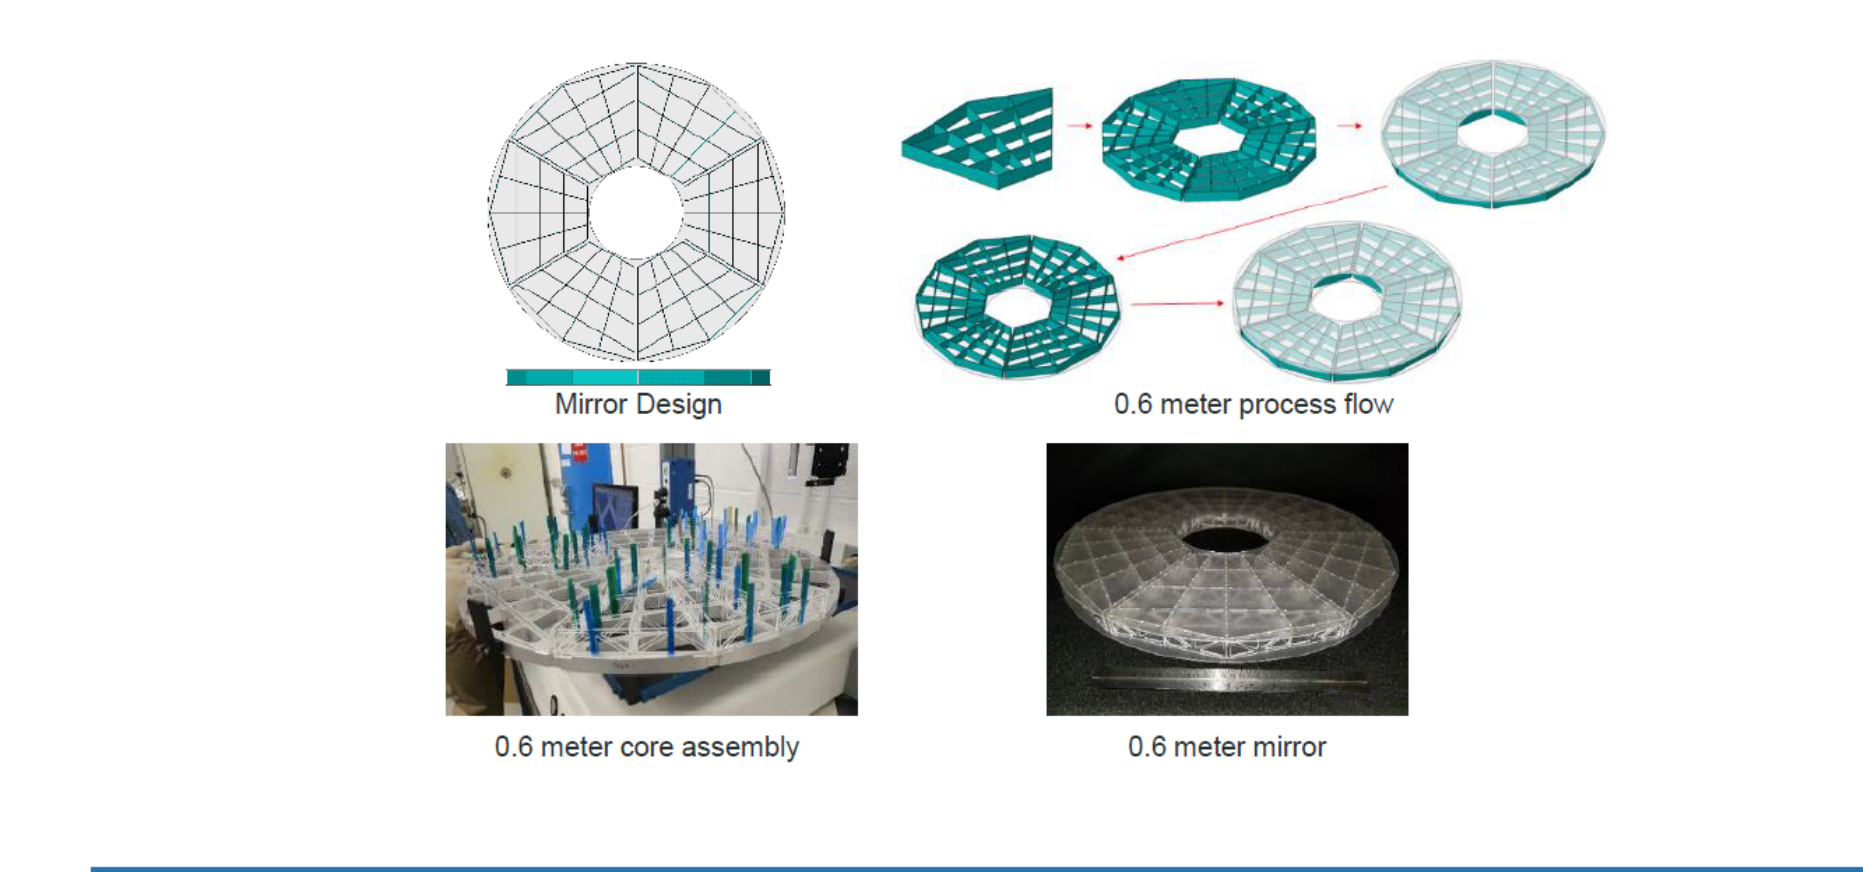 Mirror Design
0.6 meter process flow
0.6 meter core assembly
0.6 meter mirror